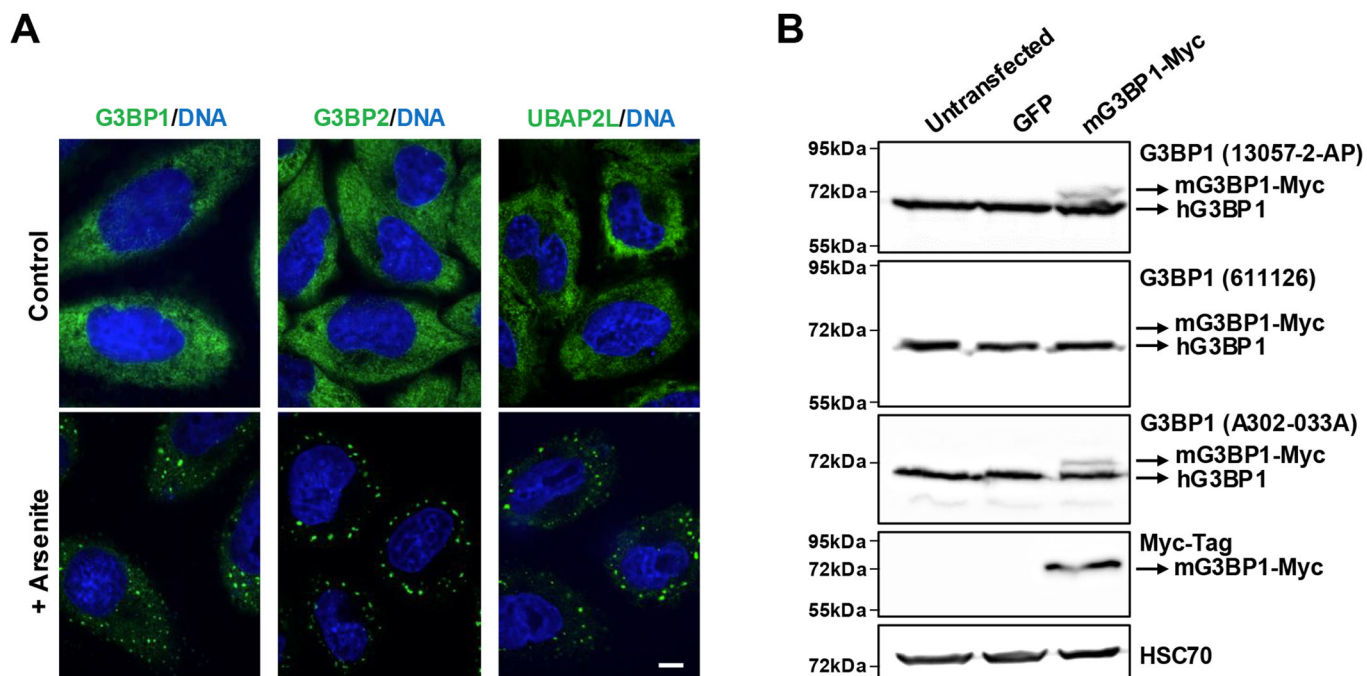 A
G3BP1/DNA
G3BP2/DNA
UBAP2L/DNA
Control
+ Arsenite
B
Untransfected
GFP
mG3BP1-Myc
95kDa
72kDa
55kDa
G3BP1 (13057-2-AP)
mG3BP1-Myc
hG3BP1
95kDa
72kDa
55kDa
G3BP1 (611126)
mG3BP1-Myc
hG3BP1
72kDa
G3BP1 (A302-033A)
mG3BP1-Myc
hG3BP1
95kDa
72kDa
55kDa
Myc-Tag
mG3BP1-Myc
72kDa
HSC70